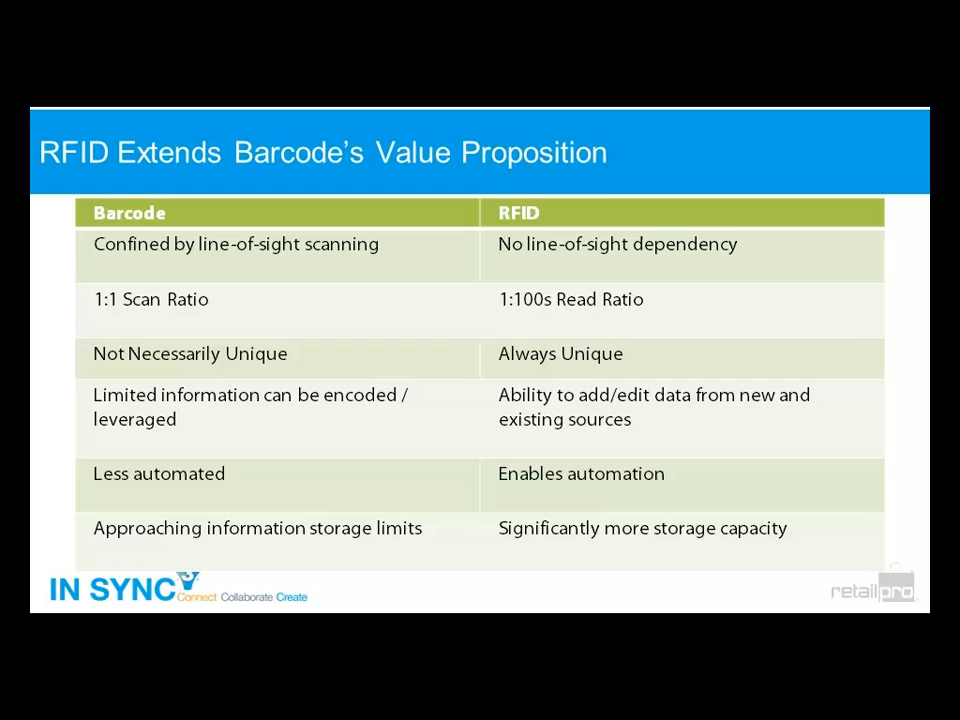 RFID Extends Barcode’s Value Proposition
Barcode RFID
Confined by line-of-sight scanning No line-of-sight dependency
1:1 Scan Ratio 1:100s Read Ratio
Not Necessarily Unique Always Unique
Limited information can be encoded / Ability to add/edit data from new and
leveraged existing sources
Less automated Enables automation
Approaching information storage limits Significantly more storage capacity
IN SYNC Connect Collaborate Create
retail pro